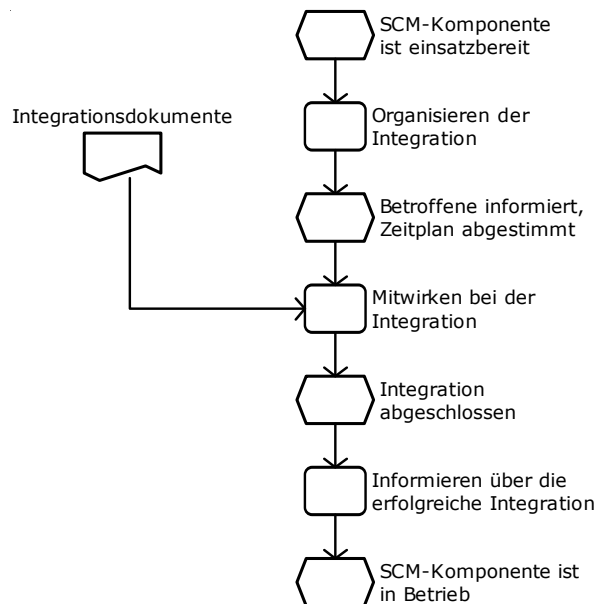 SCM-Komponente
ist einsatzbereit
Integrationsdokumente
Organisieren der
Integration
Betroffene informiert,
Zeitplan abgestimmt
Mitwirken bei der
Integration
Integration
abgeschlossen
Informieren über die
erfolgreiche Integration
SCM-Komponente ist
in Betrieb